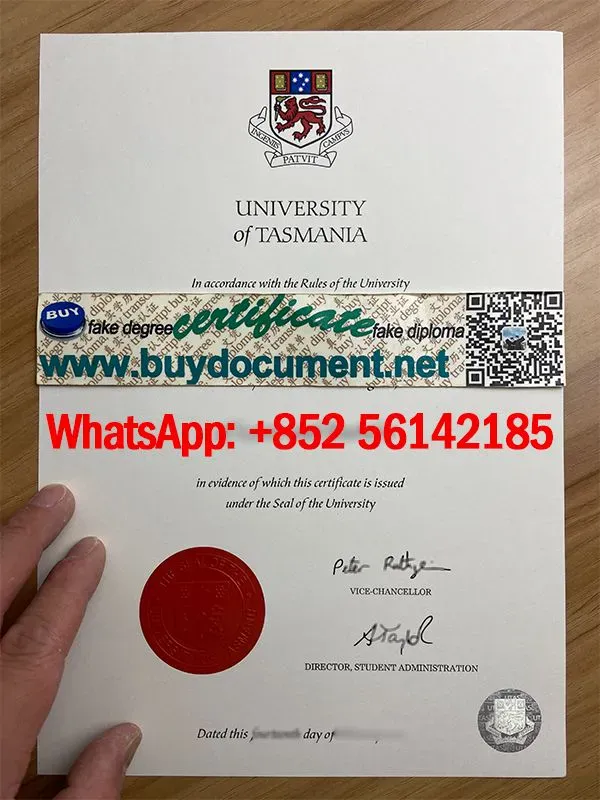 INGENIIS
CAMPVS
PATVIT
UNIVERSITY
of TASMANIA
In accordance with the Rules of the University
BUY
fake degree certificate fake diploma
www.buydocument.net
WhatsApp: +852 56142185
in evidence of which this certificate is issued
under the Seal of the University
VICE-CHANCELLOR
DIRECTOR, STUDENT ADMINISTRATION
Dated this fourteenth day of